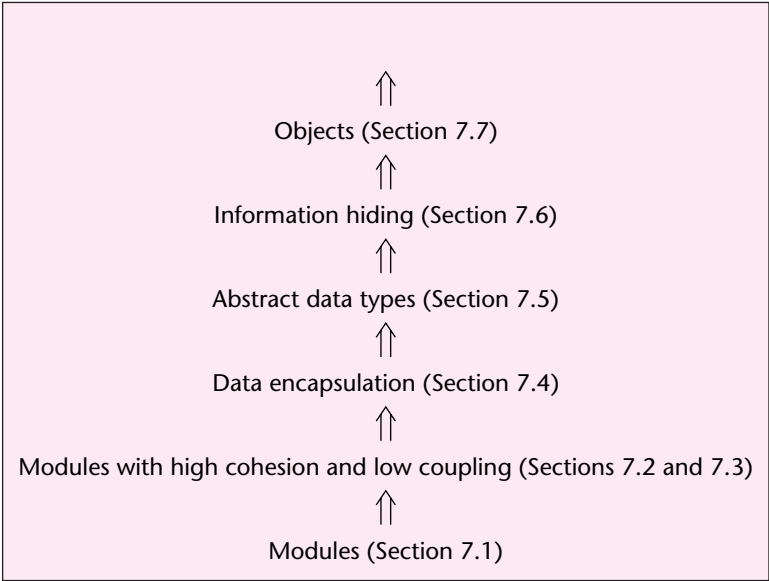 Objects (Section 7.7)
Information hiding (Section 7.6)
Abstract data types (Section 7.5)
Data encapsulation (Section 7.4)
Modules with high cohesion and low coupling (Sections 7.2 and 7.3)
Modules (Section 7.1)